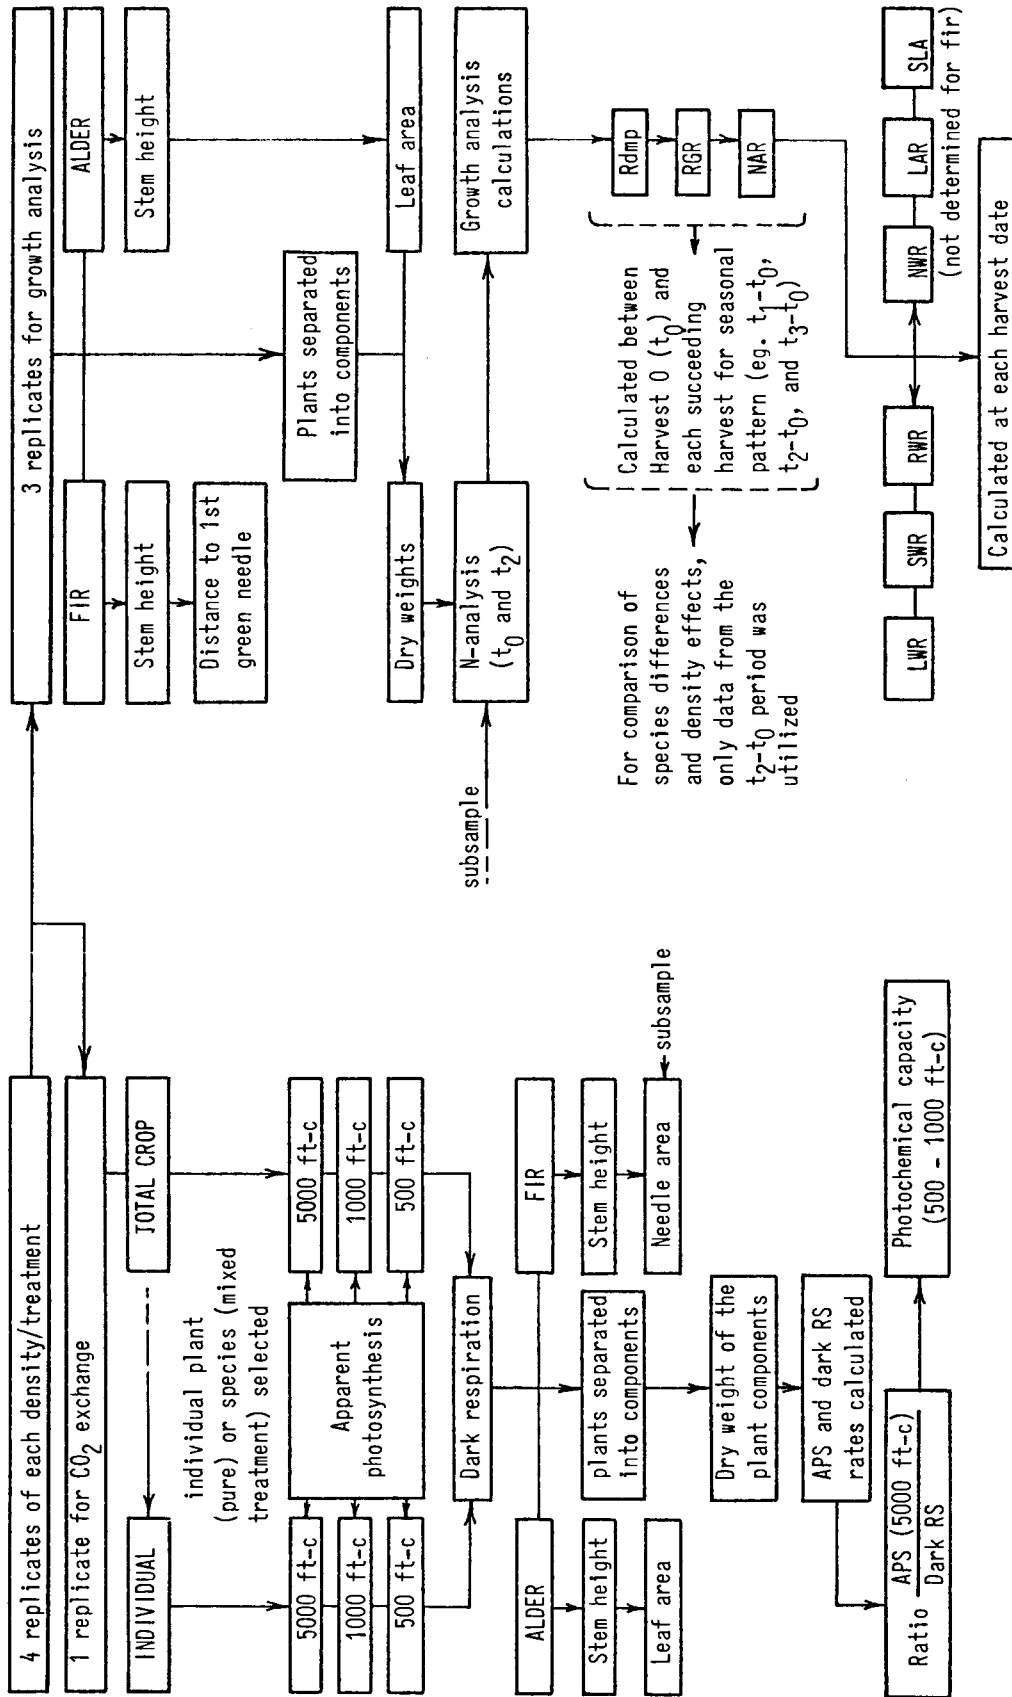 4 replicates of each density/treatment
1 replicate for CO2 exchange
INDIVIDUAL
TOTAL CROP
individual plant
(pure) or species (mixed
treatment) selected
5000 ft-c
1000 ft-c
500 ft-c
Apparent
photosynthesis
5000 ft-c
1000 ft-c
500 ft-c
Dark respiration
ALDER
Stem height
Leaf area
plants separated
into components
FIR
Stem height
Needle area
subsample
Dry weight of the
plant components
APS and dark RS
rates calculated
Ratio APS (5000 ft-c)
Dark RS
Photochemical capacity
(500 - 1000 ft-c)
3 replicates for growth analysis
FIR
Stem height
Distance to 1st
green needle
ALDER
Stem height
Plants separated
into components
Leaf area
Dry weights
subsample
N-analysis
(t0 and t2)
Growth analysis
calculations
Rdmp
RGR
NAR
Calculated between
Harvest 0 (t0) and
each succeeding
harvest for seasonal
pattern (eg. t1-t0,
t2-t0, and t3-t0)
For comparison of
species differences
and density effects,
only data from the
t2-t0 period was
utilized
LWR
SWR
RWR
NWR
LAR
SLA
(not determined for fir)
Calculated at each harvest date